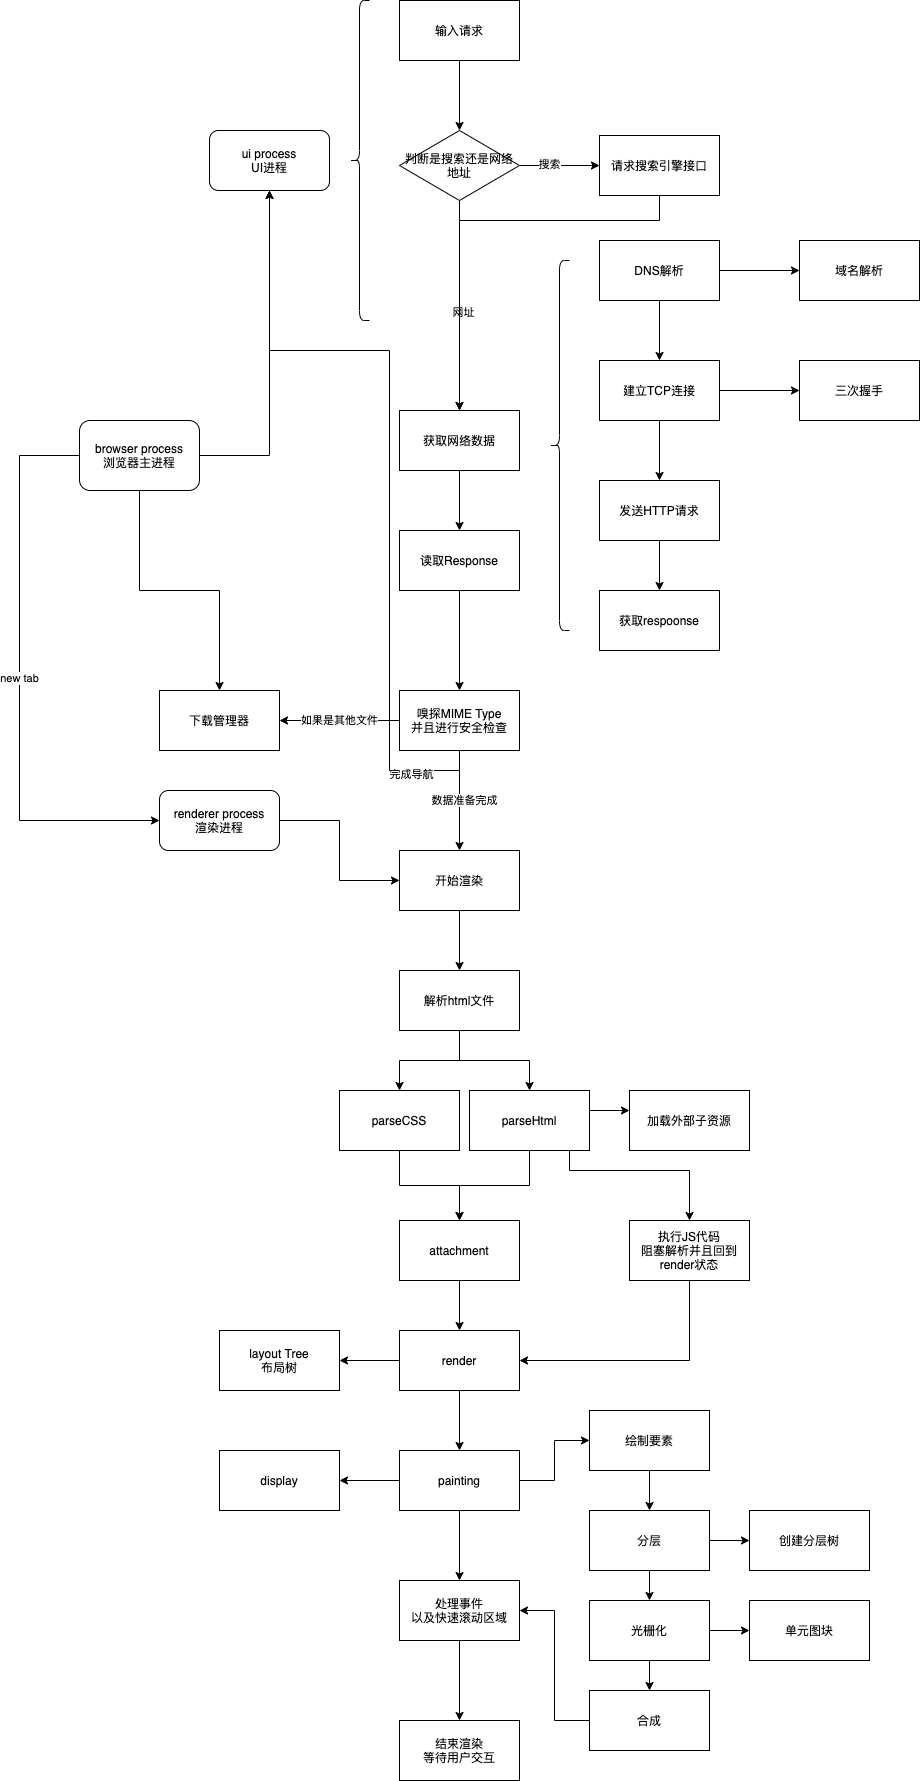 输入请求
ui process
UI进程
判断是搜索还是网络
地址
搜索
请求搜索引擎接口
DNS解析
域名解析
网址
建立TCP连接
三次握手
browser process
浏览器主进程
获取网络数据
发送HTTP请求
读取Response
获取respoonse
new tab
下载管理器
如果是其他文件
嗅探MIME Type
并且进行安全检查
完成导航
数据准备完成
renderer process
渲染进程
开始渲染
解析html文件
parseCSS
parseHtml
加载外部子资源
attachment
执行JS代码
阻塞解析并且回到
render状态
layout Tree
布局树
render
绘制要素
display
painting
分层
创建分层树
处理事件
以及快速滚动区域
光栅化
单元图块
合成
结束渲染
等待用户交互